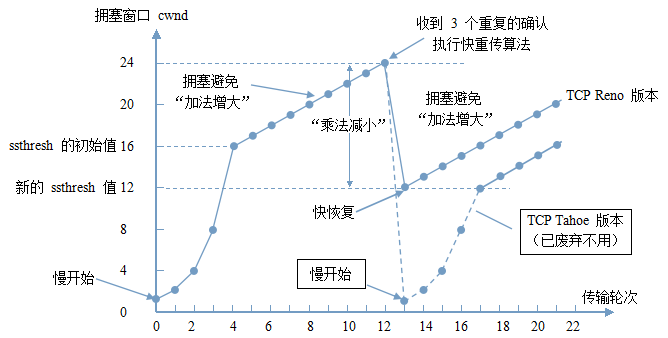 拥塞窗口 cwnd
收到 3 个重复的确认
执行快重传算法
24
拥塞避免
“加法增大”
拥塞避免
“加法增大”
TCP Reno 版本
20
“乘法减小”
ssthresh 的初始值
16
新的 ssthresh 值
12
快恢复
TCP Tahoe 版本
（已废弃不用）
8
慢开始
慢开始
4
传输轮次
0
0
2
4
6
8
10
12
14
16
18
20
22